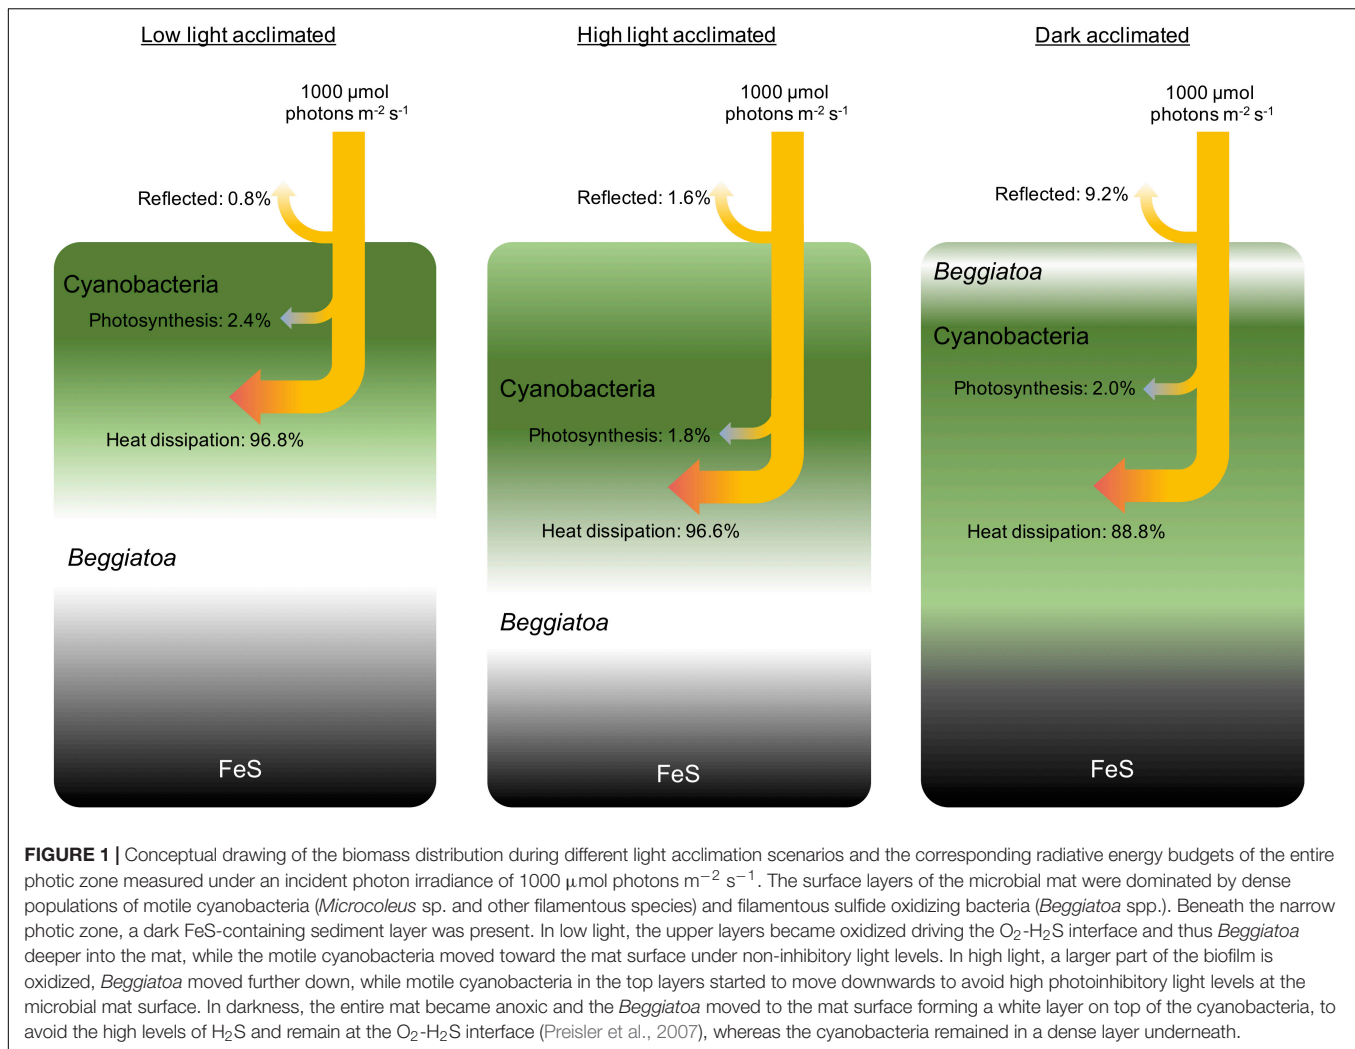 Low light acclimated
1000 µmol
photons m⁻² s⁻¹
Reflected: 0.8%
Cyanobacteria
Photosynthesis: 2.4%
Heat dissipation: 96.8%
Beggiatoa
FeS
High light acclimated
1000 µmol
photons m⁻² s⁻¹
Reflected: 1.6%
Cyanobacteria
Photosynthesis: 1.8%
Heat dissipation: 96.6%
Beggiatoa
FeS
Dark acclimated
1000 µmol
photons m⁻² s⁻¹
Reflected: 9.2%
Beggiatoa
Cyanobacteria
Photosynthesis: 2.0%
Heat dissipation: 88.8%
FeS
FIGURE 1 | Conceptual drawing of the biomass distribution during different light acclimation scenarios and the corresponding radiative energy budgets of the entire
photic zone measured under an incident photon irradiance of 1000 µmol photons m⁻² s⁻¹. The surface layers of the microbial mat were dominated by dense
populations of motile cyanobacteria (Microcoleus sp. and other filamentous species) and filamentous sulfide oxidizing bacteria (Beggiatoa spp.). Beneath the narrow
photic zone, a dark FeS-containing sediment layer was present. In low light, the upper layers became oxidized driving the O₂-H₂S interface and thus Beggiatoa
deeper into the mat, while the motile cyanobacteria moved toward the mat surface under non-inhibitory light levels. In high light, a larger part of the biofilm is
oxidized, Beggiatoa moved further down, while motile cyanobacteria in the top layers started to move downwards to avoid high photoinhibitory light levels at the
microbial mat surface. In darkness, the entire mat became anoxic and the Beggiatoa moved to the mat surface forming a white layer on top of the cyanobacteria, to
avoid the high levels of H₂S and remain at the O₂-H₂S interface (Preisler et al., 2007), whereas the cyanobacteria remained in a dense layer underneath.